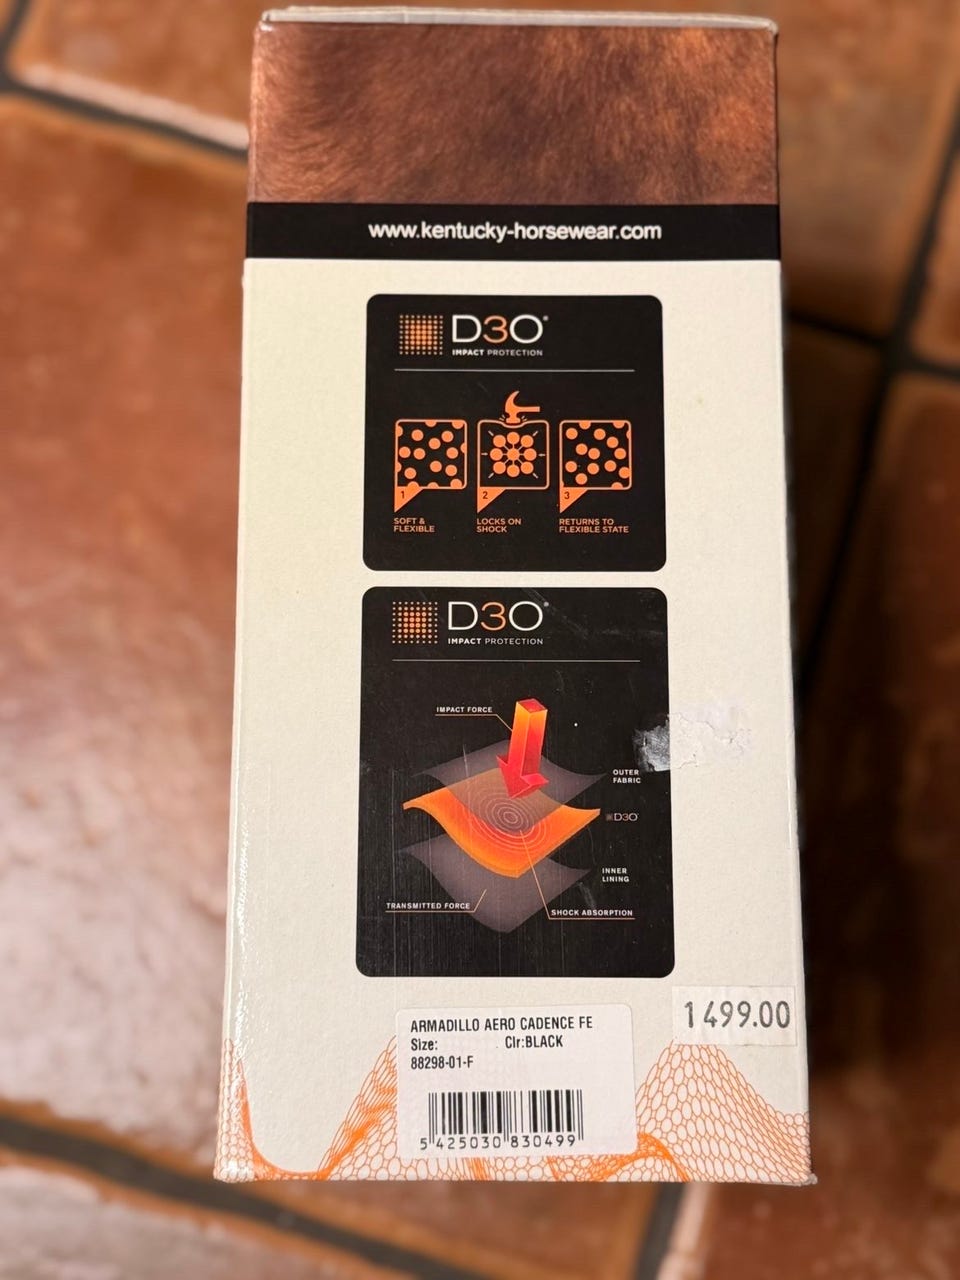 www.kentucky-horsewear.com
D3O®
IMPACT PROTECTION
1
2
3
SOFT & FLEXIBLE
LOCKS ON SHOCK
RETURNS TO FLEXIBLE STATE
D3O®
IMPACT PROTECTION
IMPACT FORCE
OUTER FABRIC
D3O®
INNER LINING
TRANSMITTED FORCE
SHOCK ABSORPTION
1 499.00
ARMADILLO AERO CADENCE FE
Size: Clr:BLACK
88298-01-F
5 425030 830499